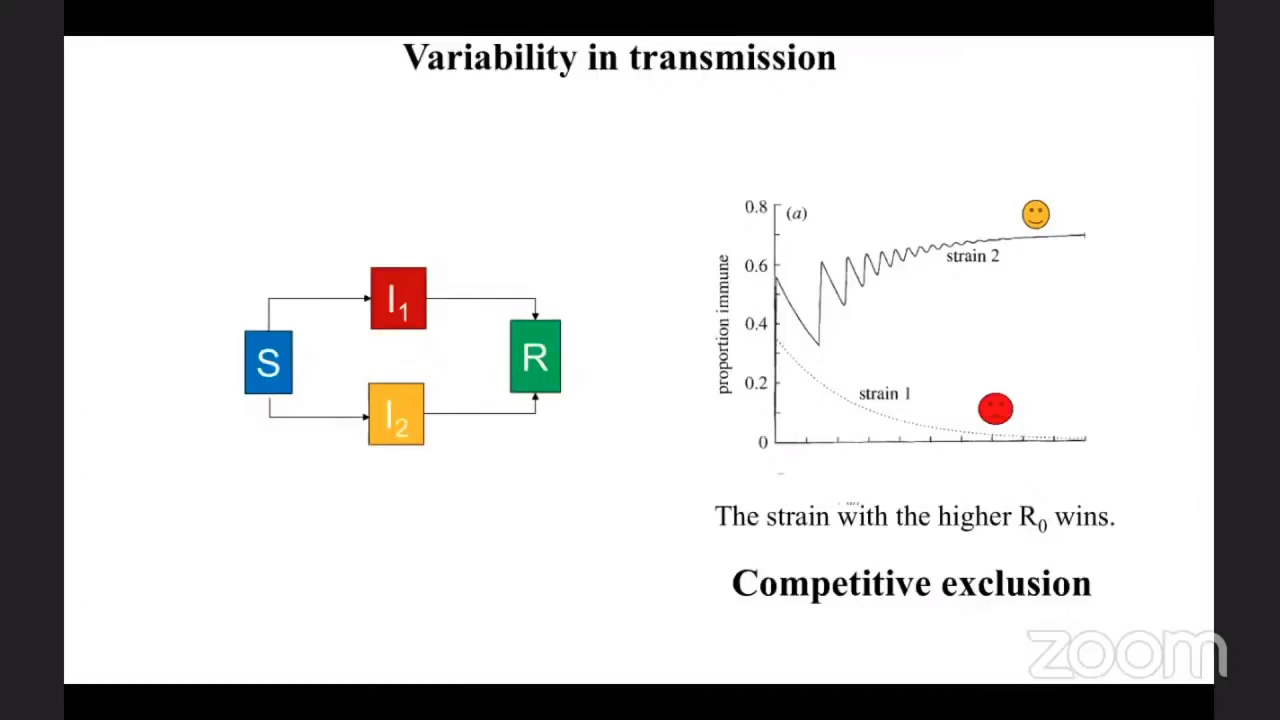 Variability in transmission
I1
S
R
I2
0.8
(a)
0.6
strain 2
0.4
0.2
strain 1
0
proportion immune
The strain with the higher R0 wins.
Competitive exclusion
zoom